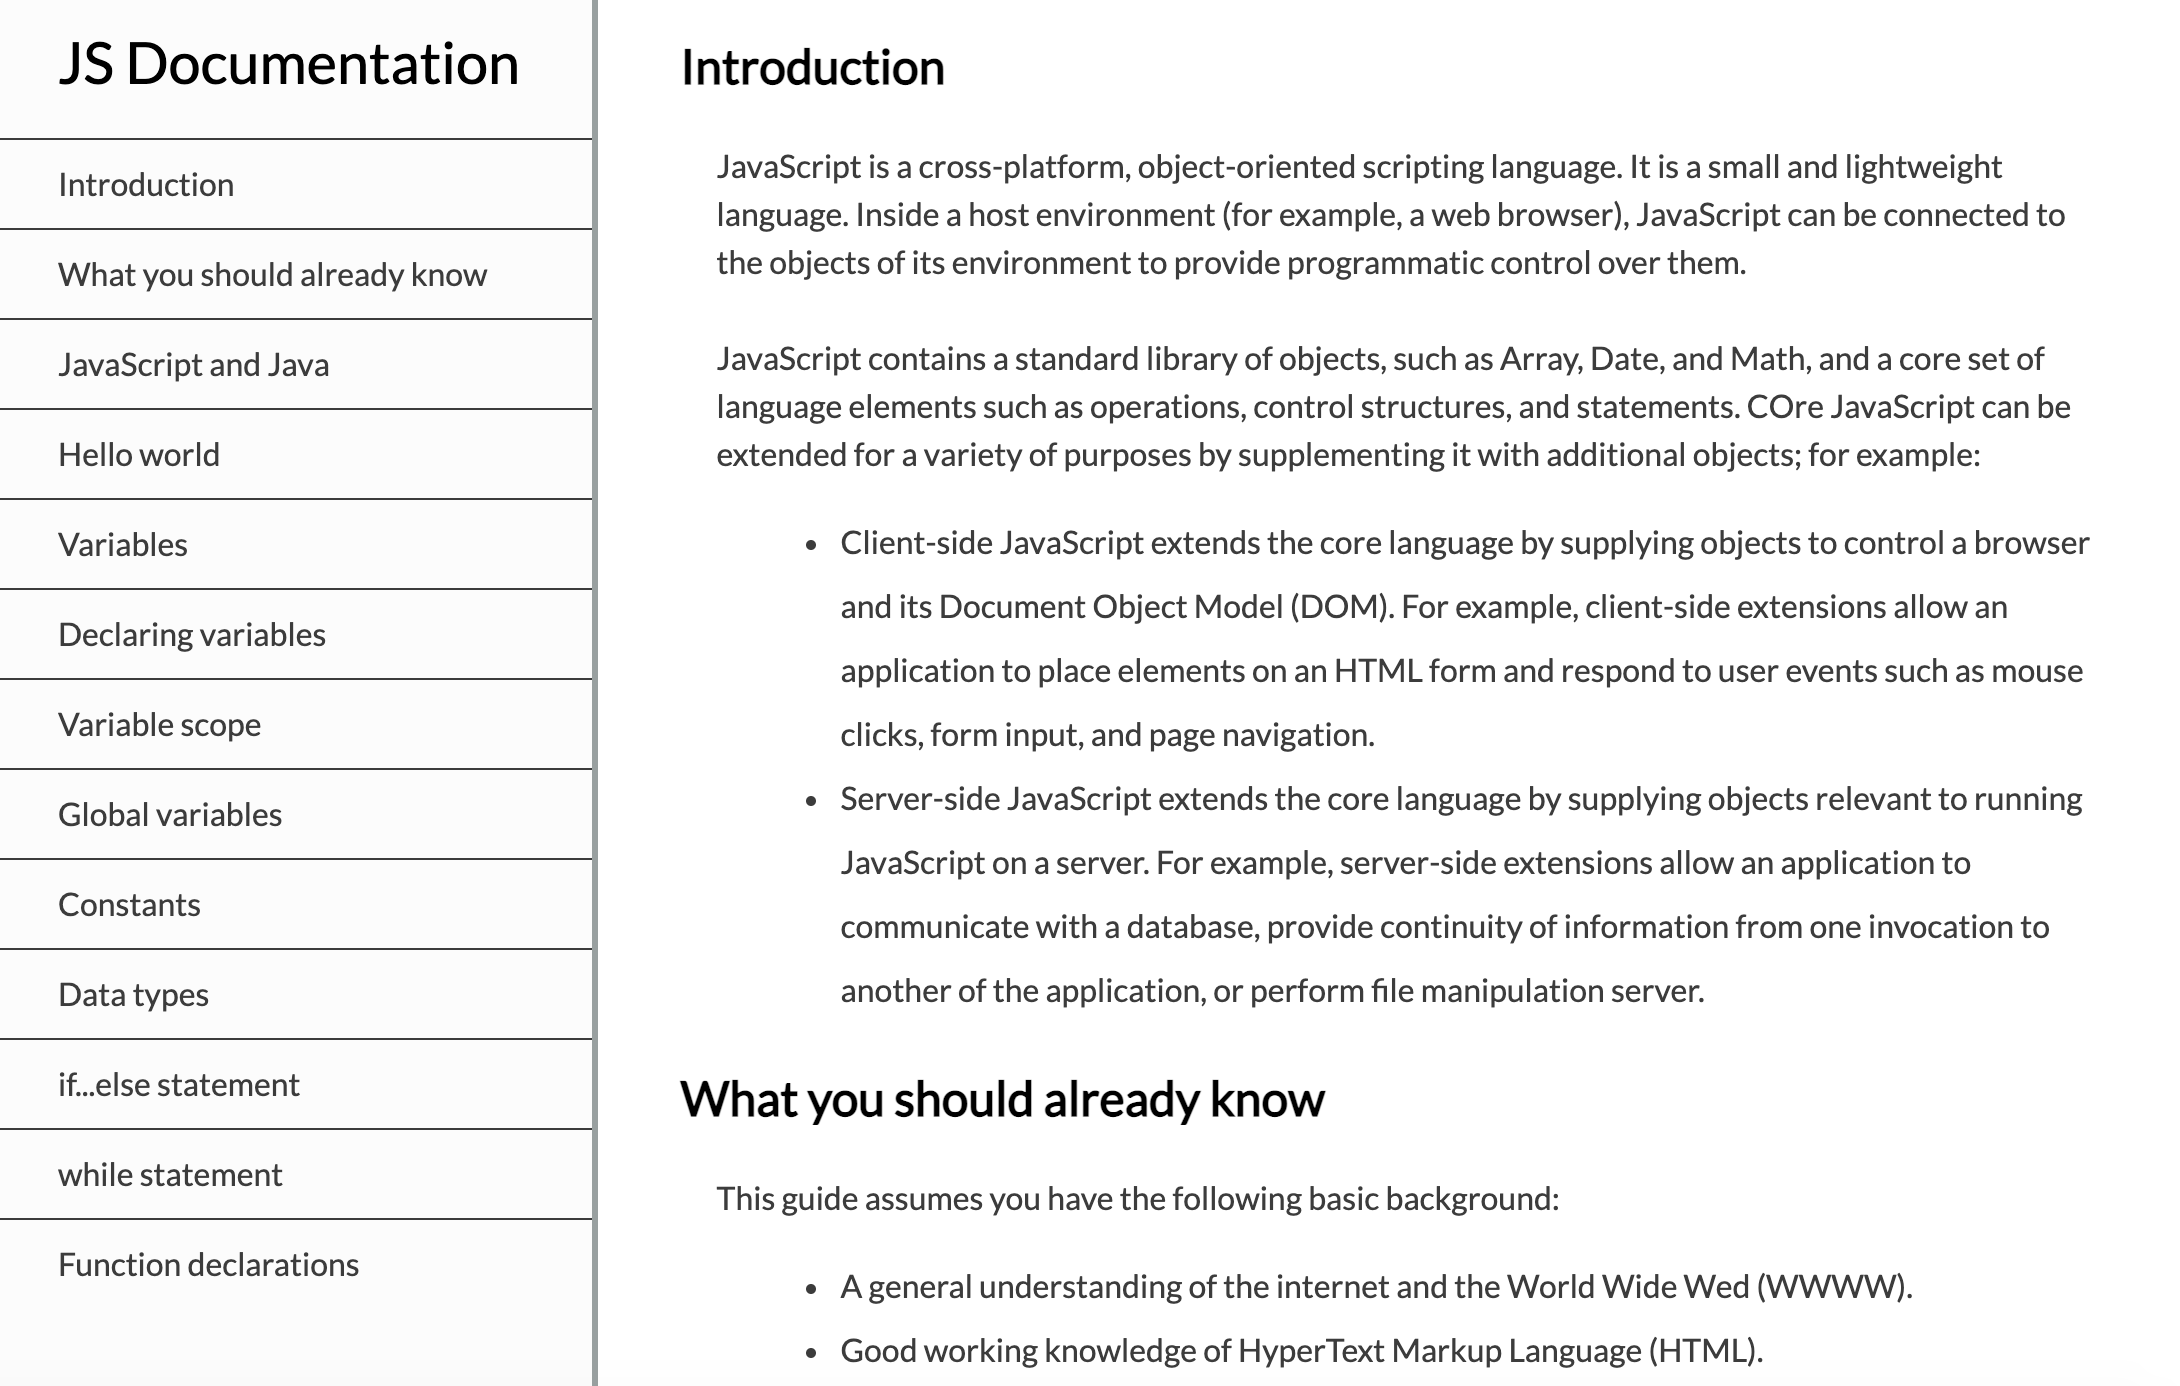 JS Documentation
Introduction
What you should already know
JavaScript and Java
Hello world
Variables
Declaring variables
Variable scope
Global variables
Constants
Data types
if...else statement
while statement
Function declarations
Introduction
JavaScript is a cross-platform, object-oriented scripting language. It is a small and lightweight
language. Inside a host environment (for example, a web browser), JavaScript can be connected to
the objects of its environment to provide programmatic control over them.
JavaScript contains a standard library of objects, such as Array, Date, and Math, and a core set of
language elements such as operations, control structures, and statements. COre JavaScript can be
extended for a variety of purposes by supplementing it with additional objects; for example:
• Client-side JavaScript extends the core language by supplying objects to control a browser
and its Document Object Model (DOM). For example, client-side extensions allow an
application to place elements on an HTML form and respond to user events such as mouse
clicks, form input, and page navigation.
• Server-side JavaScript extends the core language by supplying objects relevant to running
JavaScript on a server. For example, server-side extensions allow an application to
communicate with a database, provide continuity of information from one invocation to
another of the application, or perform file manipulation server.
What you should already know
This guide assumes you have the following basic background:
• A general understanding of the internet and the World Wide Wed (WWWW).
• Good working knowledge of HyperText Markup Language (HTML).